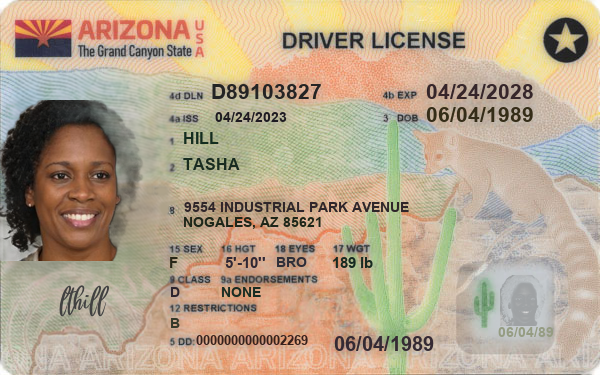 ARIZONA USA
The Grand Canyon State
DRIVER LICENSE
4d DLN D89103827 4b EXP 04/24/2028
4a ISS 04/24/2023 3 DOB 06/04/1989
1 HILL
2 TASHA
8 9554 INDUSTRIAL PARK AVENUE
NOGALES, AZ 85621
15 SEX 16 HGT 18 EYES 17 WGT
F 5'-10" BRO 189 lb
9 CLASS 9a ENDORSEMENTS
D NONE
12 RESTRICTIONS
B
lthill
06/04/89
5 DD: 0000000000002269 06/04/1989
ARIZONA ARIZONA ARIZONA ARIZONA